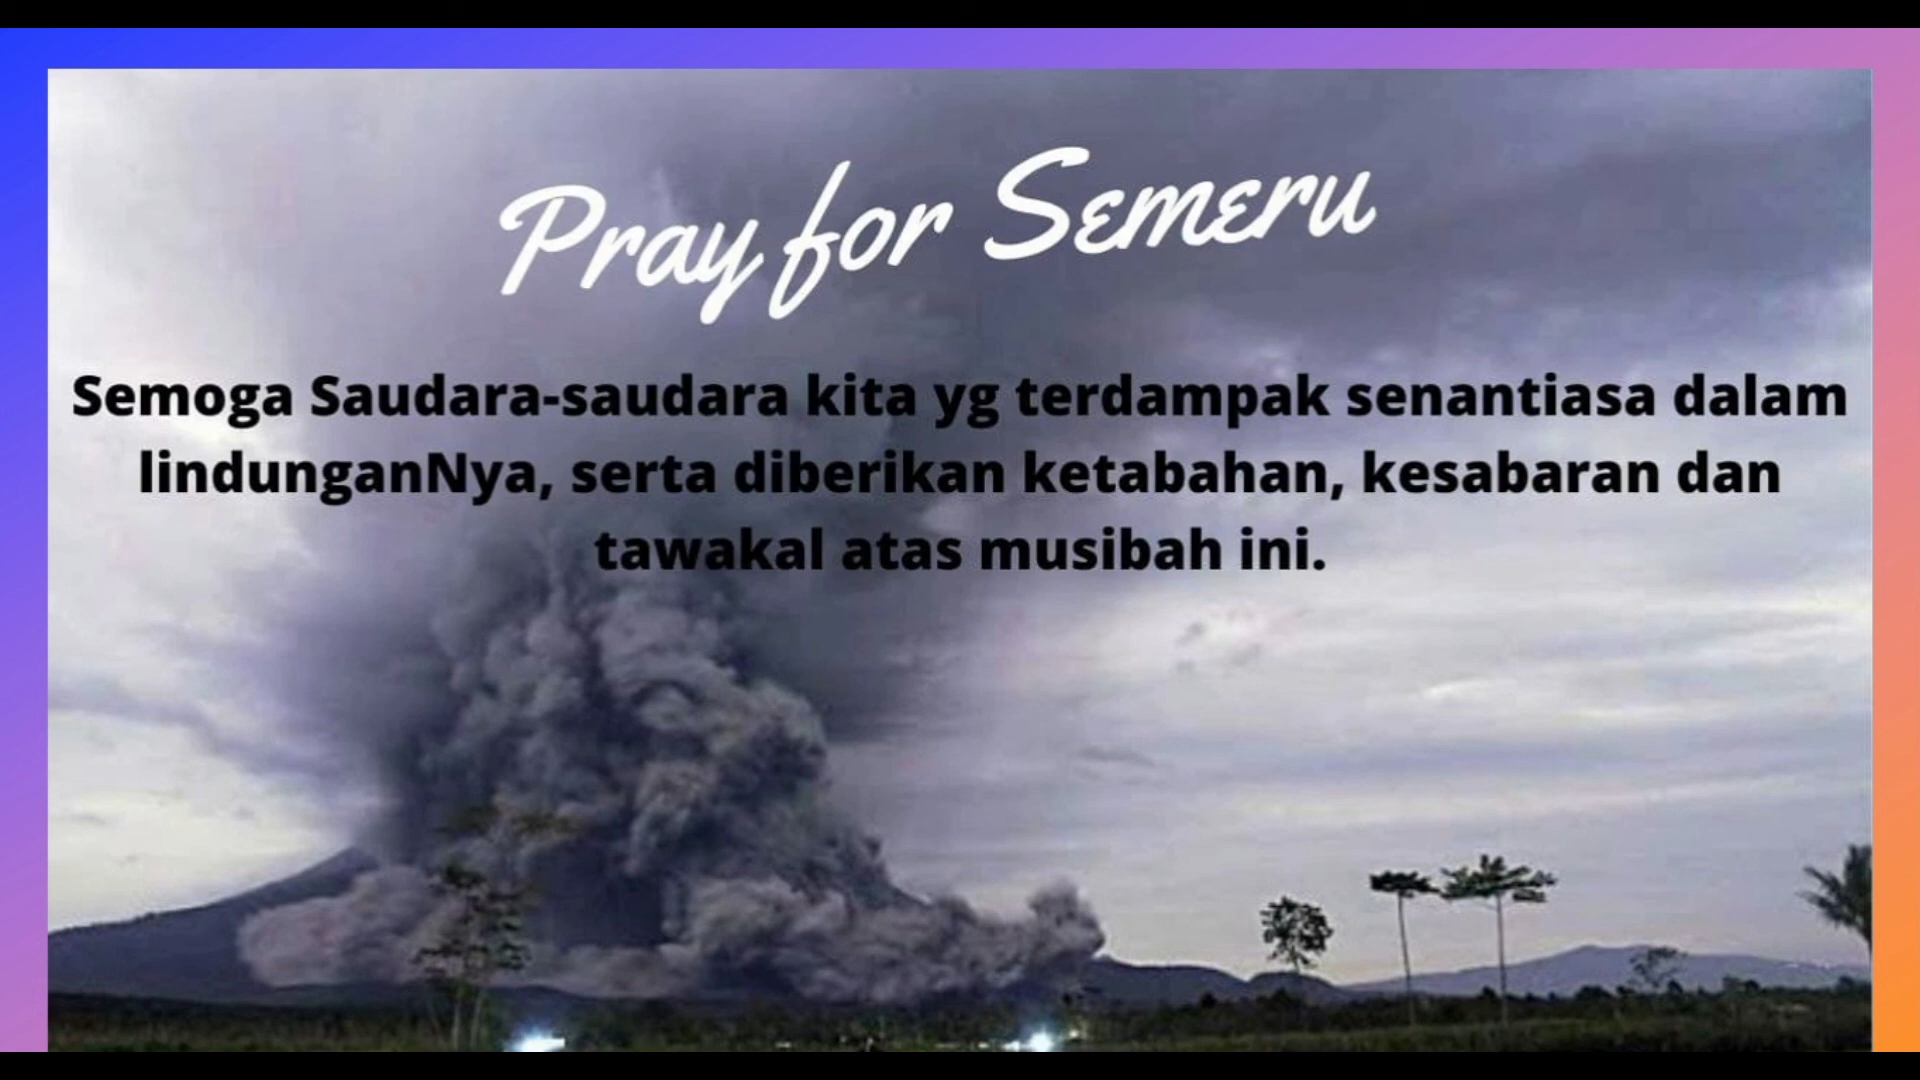 Pray for Semeru
Semoga Saudara-saudara kita yg terdampak senantiasa dalam
lindunganNya, serta diberikan ketabahan, kesabaran dan
tawakal atas musibah ini.